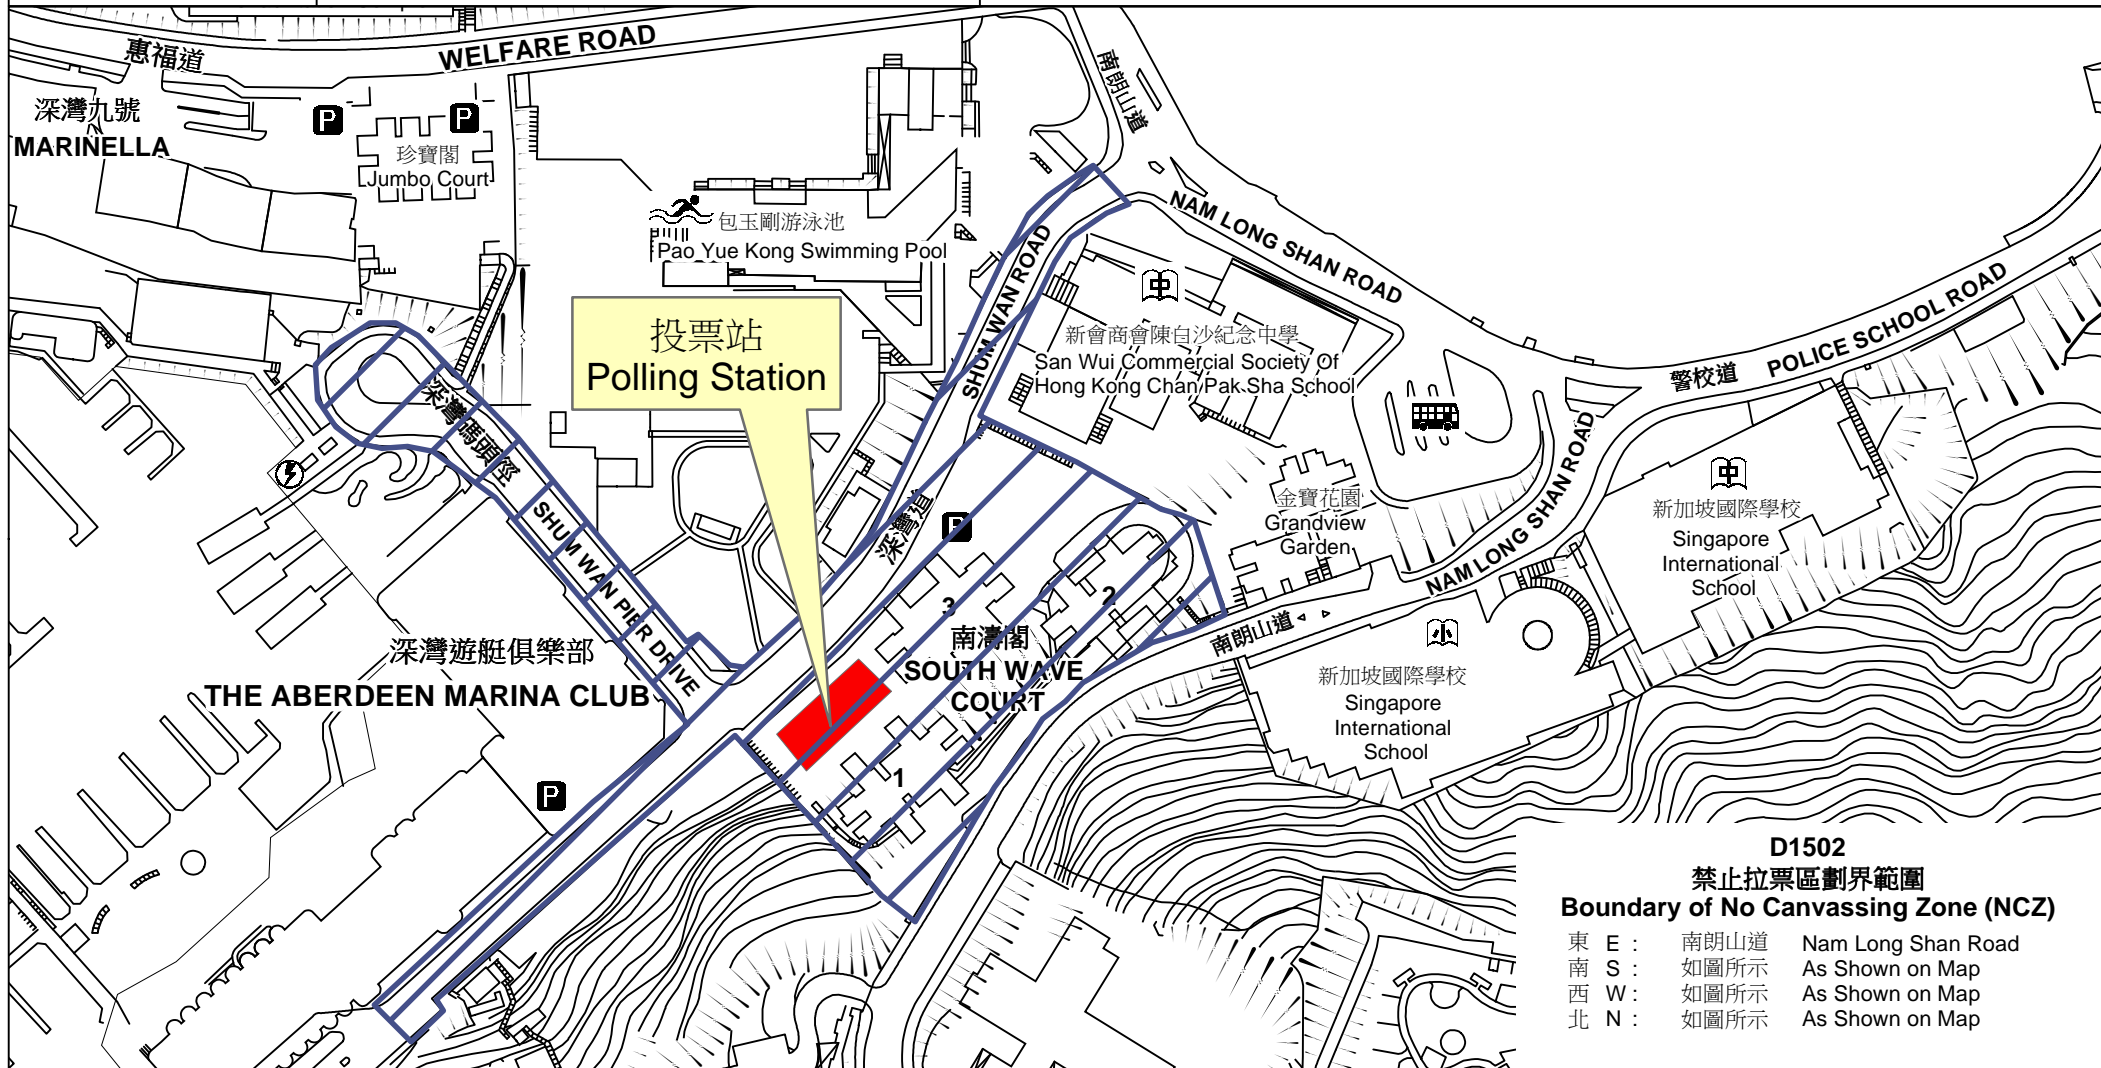 惠福道
WELFARE ROAD
南朗山道
深灣九號
MARINELLA
P
P
珍寶閣
Jumbo Court
包玉剛游泳池
Pao Yue Kong Swimming Pool
NAM LONG SHAN ROAD
SHUM WAN ROAD
中
新會商會陳白沙紀念中學
San Wui Commercial Society Of
Hong Kong Chan Pak Sha School
投票站
Polling Station
警校道
POLICE SCHOOL ROAD
深灣碼頭徑
SHUM WAN PIER DRIVE
深灣道
P
金寶花園
Grandview
Garden
NAM LONG SHAN ROAD
中
新加坡國際學校
Singapore
International
School
3
2
南濤閣
SOUTH WAVE
COURT
1
南朗山道
小
新加坡國際學校
Singapore
International
School
深灣遊艇俱樂部
THE ABERDEEN MARINA CLUB
P
D1502
禁止拉票區劃界範圍
Boundary of No Canvassing Zone (NCZ)
東 E : 南朗山道 Nam Long Shan Road
南 S : 如圖所示 As Shown on Map
西 W : 如圖所示 As Shown on Map
北 N : 如圖所示 As Shown on Map